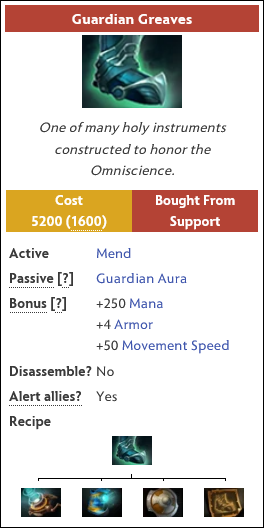 Guardian Greaves
One of many holy instruments
constructed to honor the
Omniscience.
Cost
5200 (1600)
Bought From
Support
Active Mend
Passive [?] Guardian Aura
Bonus [?] +250 Mana
+4 Armor
+50 Movement Speed
Disassemble? No
Alert allies? Yes
Recipe